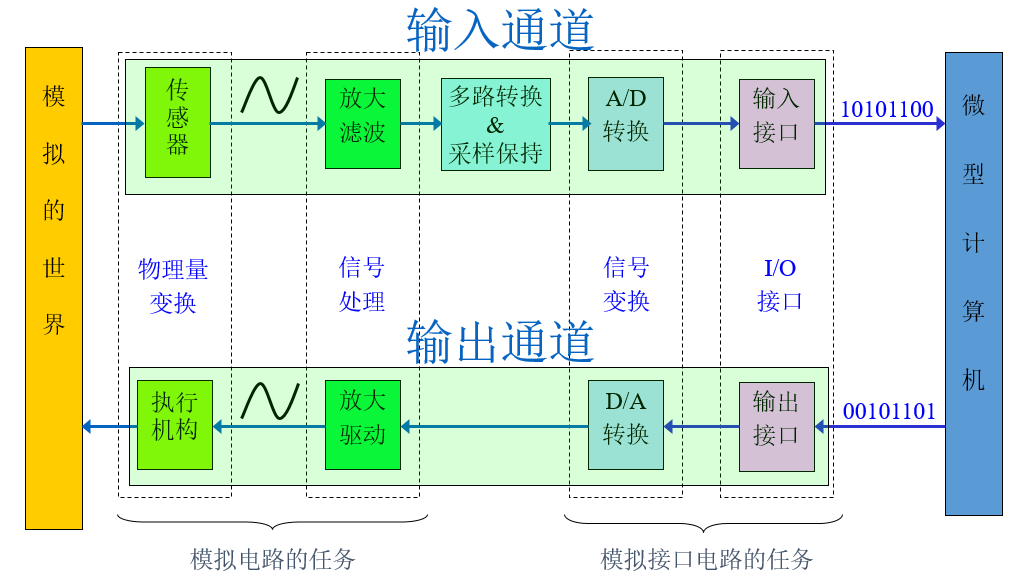 输入通道
模
拟
的
世
界
传
感
器
放大
滤波
多路转换
&
采样保持
A/D
转换
输入
接口
10101100
微
型
计
算
机
物理量
变换
信号
处理
信号
变换
I/O
接口
输出通道
执行
机构
放大
驱动
D/A
转换
输出
接口
00101101
模拟电路的任务
模拟接口电路的任务